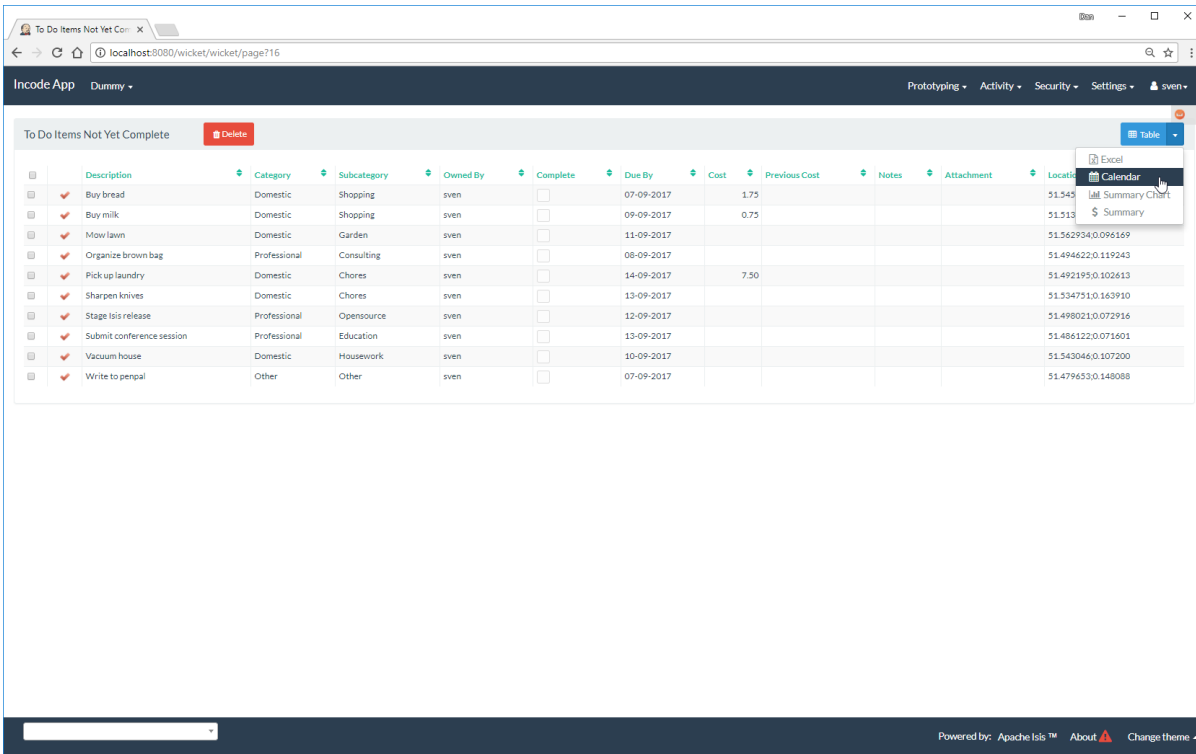 To Do Items Not Yet Com
Dan
localhost:8080/wicket/wicket/page?16
Incode App Dummy Prototyping Activity Security Settings sven
To Do Items Not Yet Complete Delete Table
Excel
Calendar
Summary Chart
$ Summary
Description Category Subcategory Owned By Complete Due By Cost Previous Cost Notes Attachment Locatio
Buy bread Domestic Shopping sven 07-09-2017 1.75 51.545
Buy milk Domestic Shopping sven 09-09-2017 0.75 51.513
Mow lawn Domestic Garden sven 11-09-2017 51.562934;0.096169
Organize brown bag Professional Consulting sven 08-09-2017 51.494622;0.119243
Pick up laundry Domestic Chores sven 14-09-2017 7.50 51.492195;0.102613
Sharpen knives Domestic Chores sven 13-09-2017 51.534751;0.163910
Stage Isis release Professional Opensource sven 12-09-2017 51.498021;0.072916
Submit conference session Professional Education sven 13-09-2017 51.486122;0.071601
Vacuum house Domestic Housework sven 10-09-2017 51.543046;0.107200
Write to penpal Other Other sven 07-09-2017 51.479653;0.148088
Powered by: Apache Isis ™ About Change theme